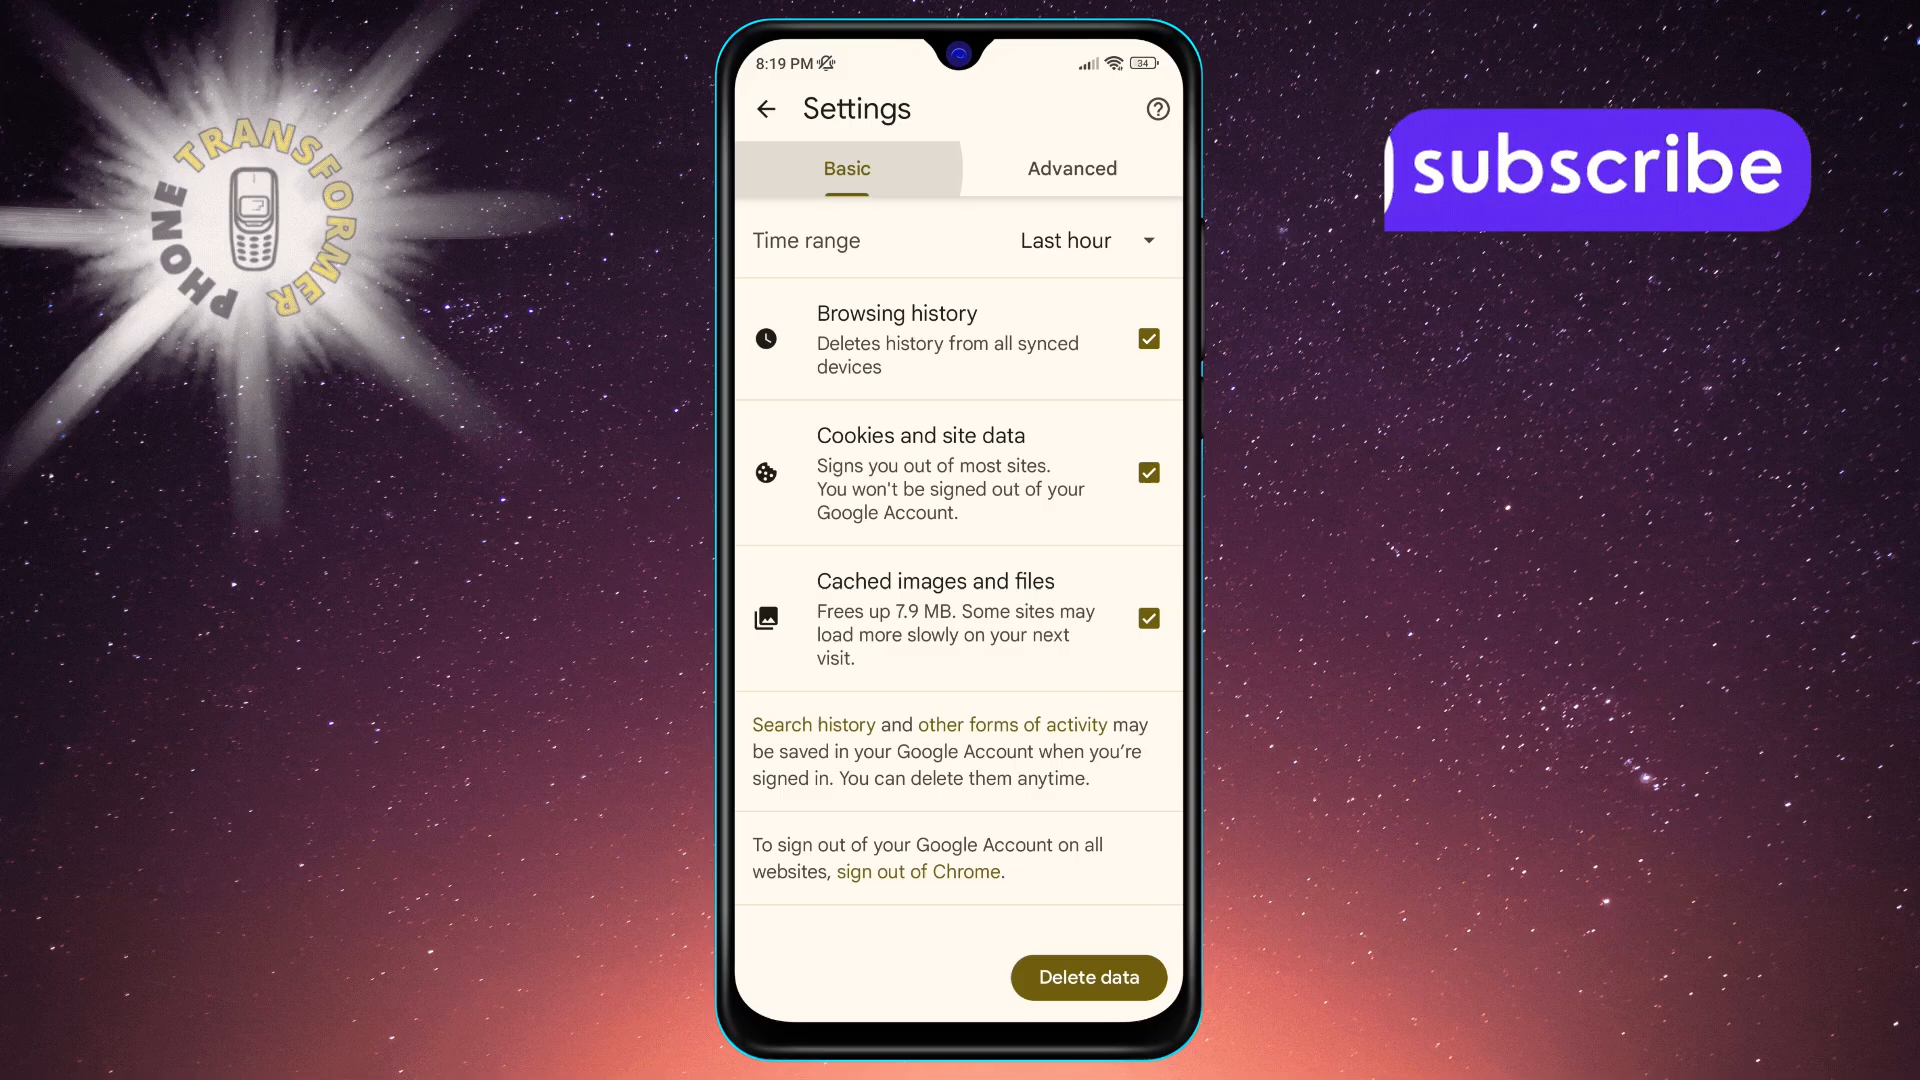 PHONE TRANSFORMER
subscribe
8:19 PM
34
Settings
Basic
Advanced
Time range
Last hour
Browsing history
Deletes history from all synced
devices
Cookies and site data
Signs you out of most sites.
You won't be signed out of your
Google Account.
Cached images and files
Frees up 7.9 MB. Some sites may
load more slowly on your next
visit.
Search history and other forms of activity may
be saved in your Google Account when you’re
signed in. You can delete them anytime.
To sign out of your Google Account on all
websites, sign out of Chrome.
Delete data